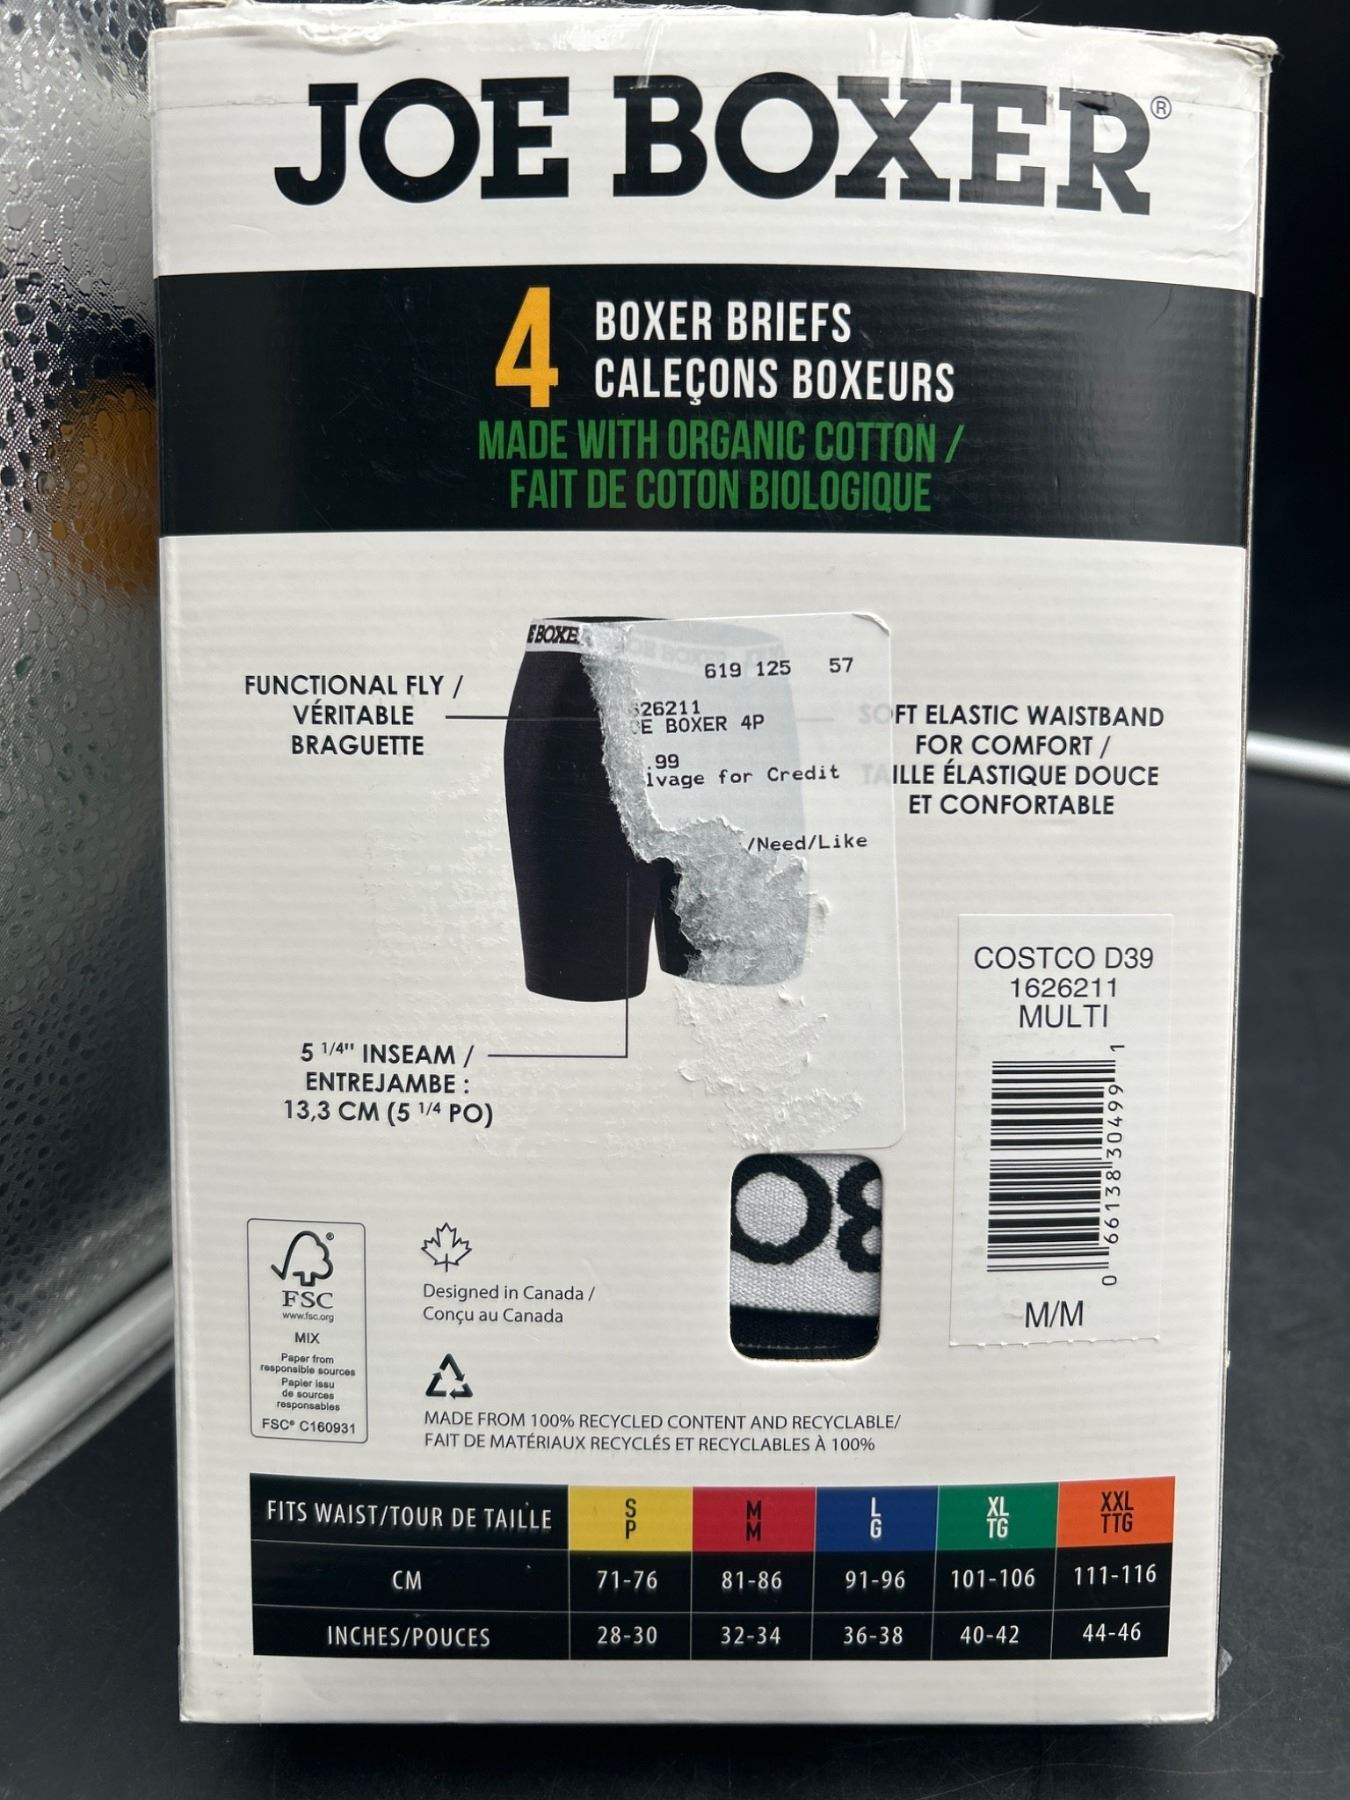 JOE BOXER®
4
BOXER BRIEFS
CALEÇONS BOXEURS
MADE WITH ORGANIC COTTON /
FAIT DE COTON BIOLOGIQUE
E BOXE
619 125 57
26211
E BOXER 4P
.99
lvage for Credit
/Need/Like
FUNCTIONAL FLY /
VÉRITABLE
BRAGUETTE
SOFT ELASTIC WAISTBAND
FOR COMFORT /
TAILLE ÉLASTIQUE DOUCE
ET CONFORTABLE
5 1/4" INSEAM /
ENTREJAMBE :
13,3 CM (5 1/4 PO)
COSTCO D39
1626211
MULTI
0 66138 30499 1
M/M
FSC®
www.fsc.org
MIX
Paper from
responsible sources
Papier issu
de sources
responsables
FSC® C160931
Designed in Canada /
Conçu au Canada
MADE FROM 100% RECYCLED CONTENT AND RECYCLABLE/
FAIT DE MATÉRIAUX RECYCLÉS ET RECYCLABLES À 100%
FITS WAIST/TOUR DE TAILLE S M L XL XXL
P M G TG TTG
CM 71-76 81-86 91-96 101-106 111-116
INCHES/POUCES 28-30 32-34 36-38 40-42 44-46